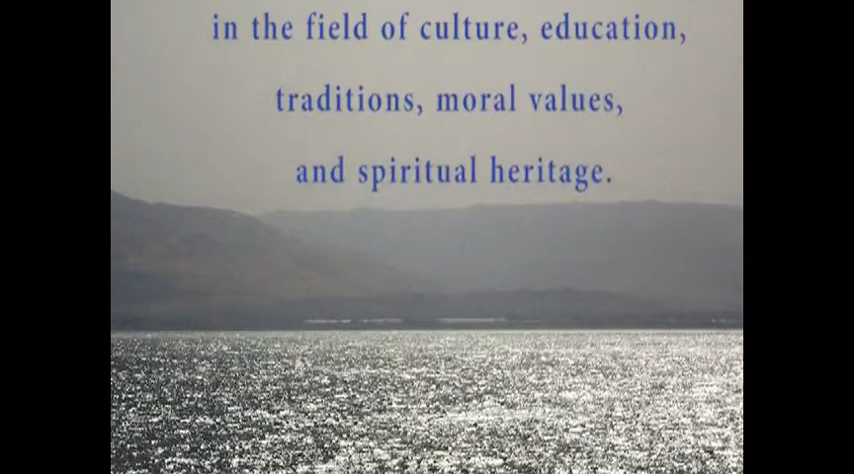 in the field of culture, education,
traditions, moral values,
and spiritual heritage.